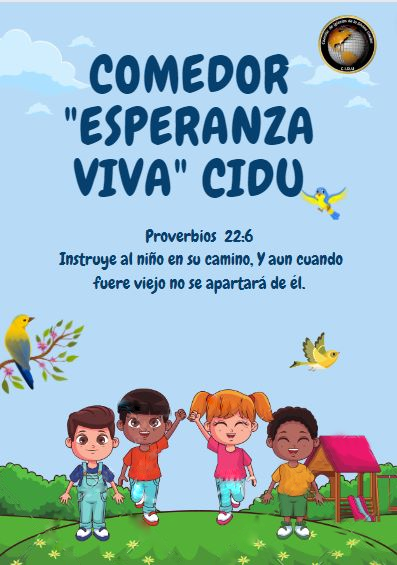 COMEDOR
"ESPERANZA
VIVA" CIDU
Proverbios 22:6
Instruye al niño en su camino, Y aun cuando
fuere viejo no se apartará de él.
C.I.D.U